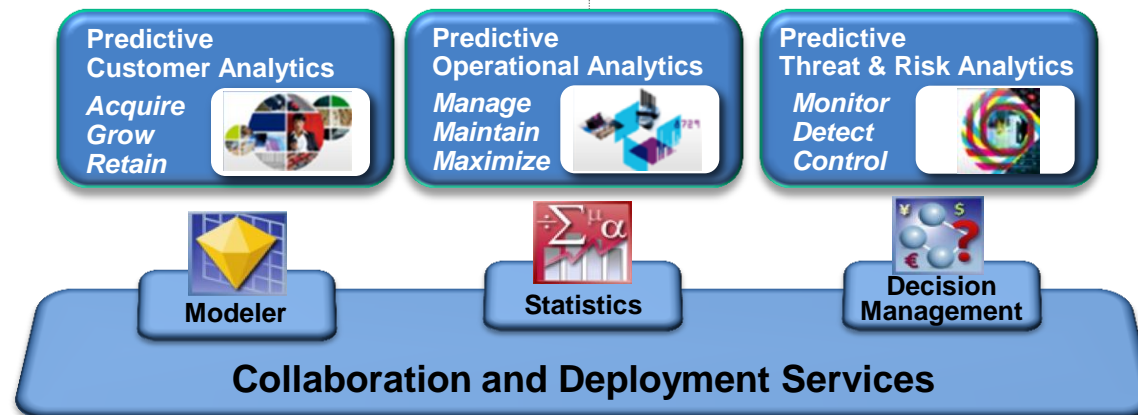 Predictive
Customer Analytics
Acquire
Grow
Retain
Predictive
Operational Analytics
Manage
Maintain
Maximize
Predictive
Threat & Risk Analytics
Monitor
Detect
Control
÷Σμα
¥ $
€ ?
Modeler
Statistics
Decision
Management
Collaboration and Deployment Services